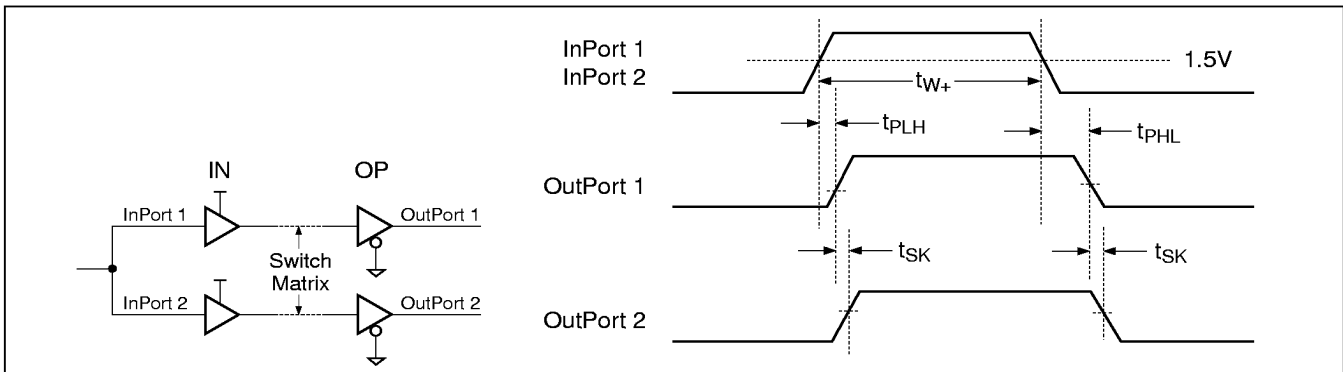 IN OP
InPort 1 OutPort 1
Switch
Matrix
InPort 2 OutPort 2
InPort 1
InPort 2
1.5V
tW+
tPLH
tPHL
OutPort 1
tSK
tSK
OutPort 2